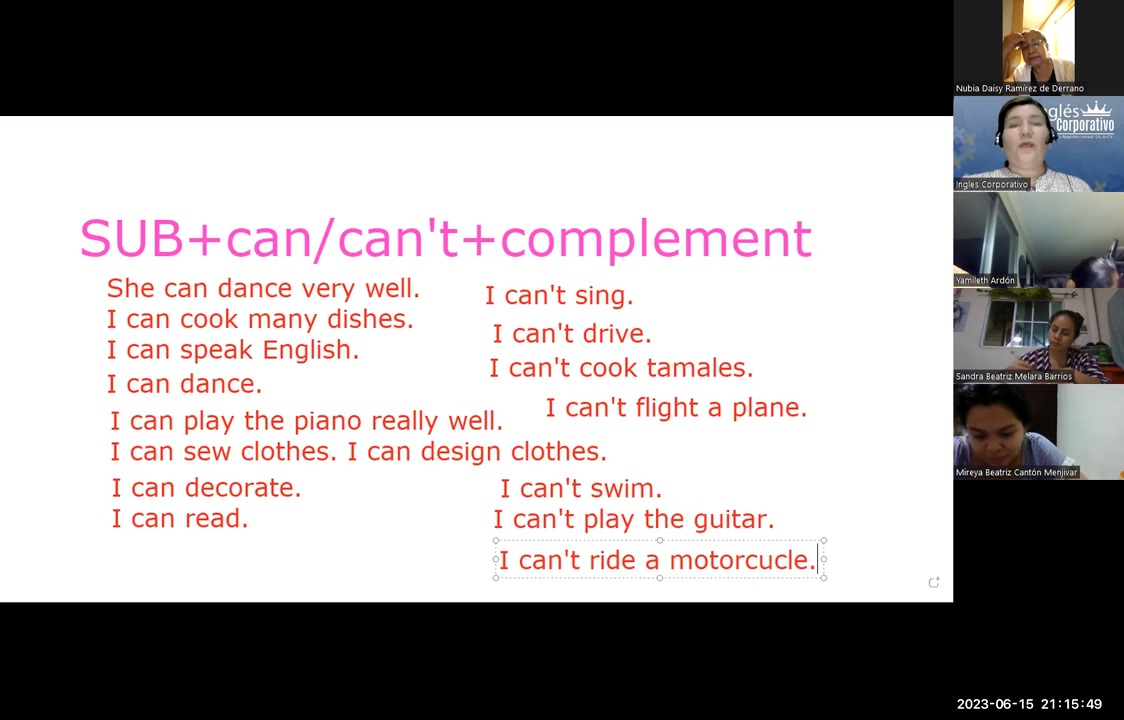 SUB+can/can't+complement
She can dance very well.
I can cook many dishes.
I can speak English.
I can dance.
I can play the piano really well.
I can sew clothes. I can design clothes.
I can decorate.
I can read.
I can't sing.
I can't drive.
I can't cook tamales.
I can't flight a plane.
I can't swim.
I can't play the guitar.
I can't ride a motorcucle.
Nubia Daisy Ramírez de Derrano
glés
Corporativo
Ingles Corporativo
Yamileth Ardón
Sandra Beatriz Melara Barrios
Mireya Beatriz Cantón Menjivar
2023-06-15 21:15:49